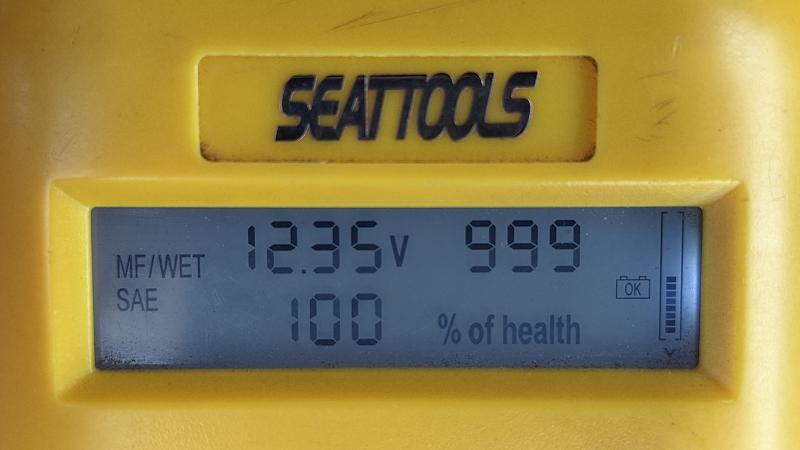 SEATTOOLS
MF/WET 12.35V 999
SAE 100 % of health
OK